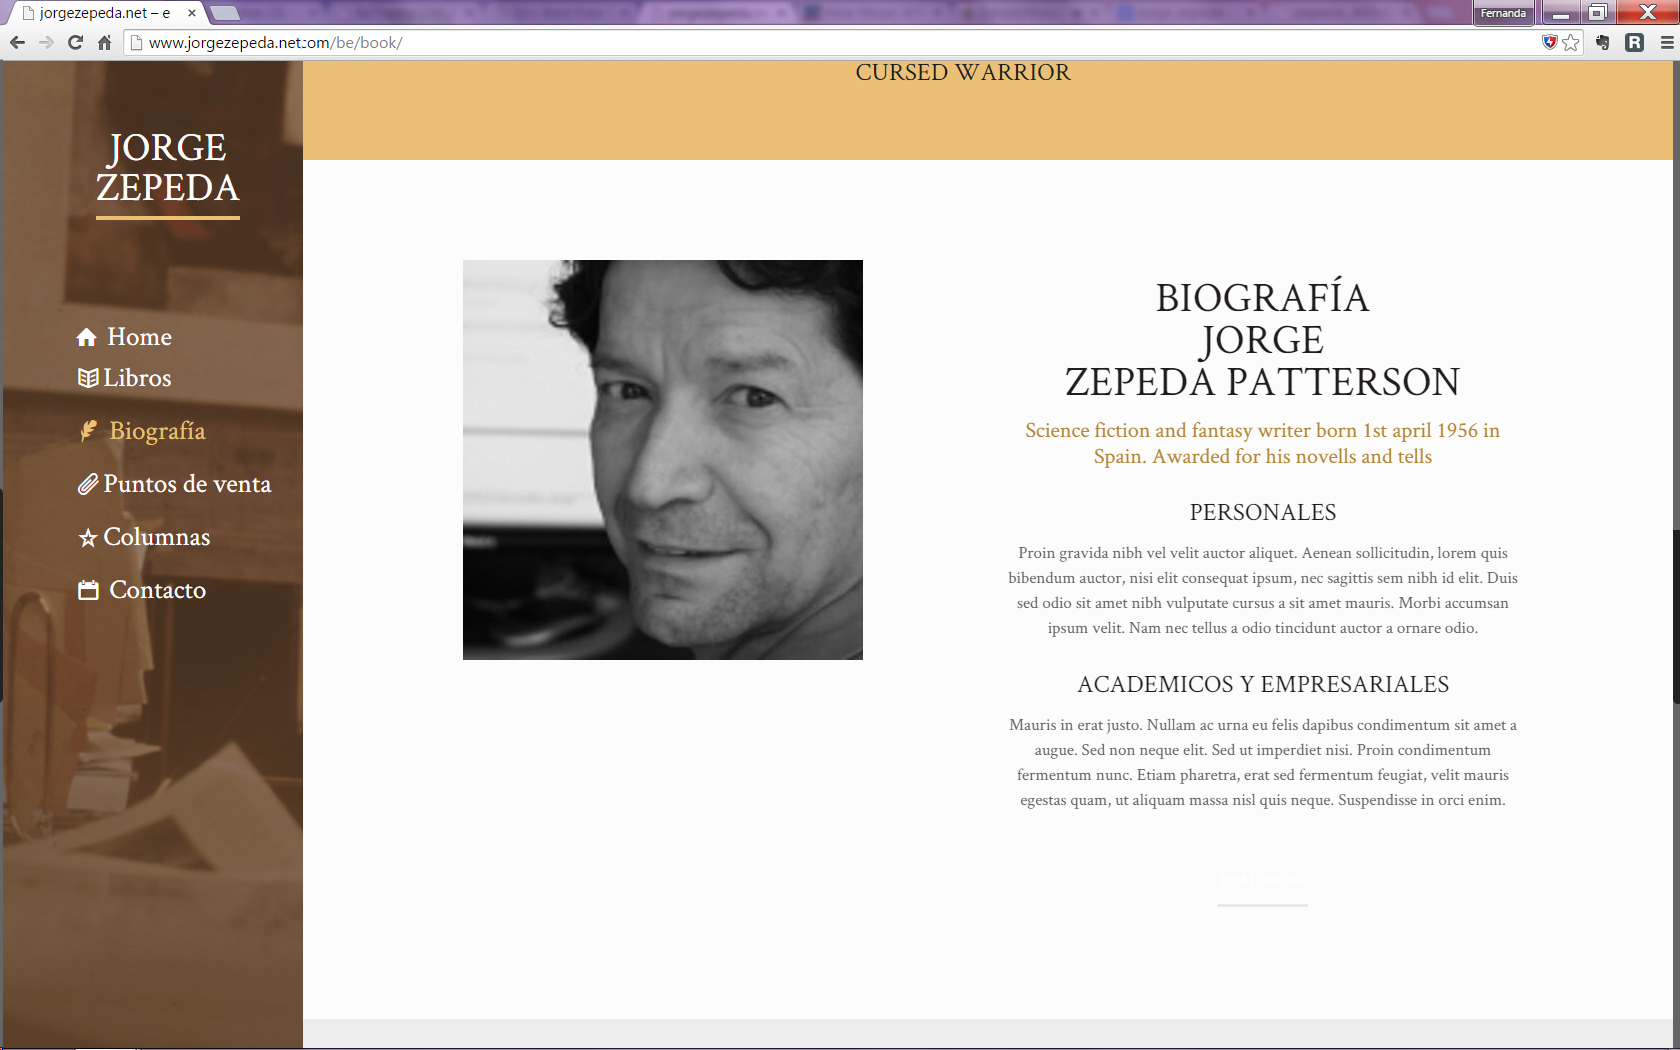 jorgezepeda.net – e
Fernanda
www.jorgezepeda.net:om/be/book/
JORGE
ZEPEDA
Home
Libros
Biografía
Puntos de venta
Columnas
Contacto
CURSED WARRIOR
BIOGRAFÍA
JORGE
ZEPEDA PATTERSON
Science fiction and fantasy writer born 1st april 1956 in
Spain. Awarded for his novells and tells
PERSONALES
Proin gravida nibh vel velit auctor aliquet. Aenean sollicitudin, lorem quis
bibendum auctor, nisi elit consequat ipsum, nec sagittis sem nibh id elit. Duis
sed odio sit amet nibh vulputate cursus a sit amet mauris. Morbi accumsan
ipsum velit. Nam nec tellus a odio tincidunt auctor a ornare odio.
ACADEMICOS Y EMPRESARIALES
Mauris in erat justo. Nullam ac urna eu felis dapibus condimentum sit amet a
augue. Sed non neque elit. Sed ut imperdiet nisi. Proin condimentum
fermentum nunc. Etiam pharetra, erat sed fermentum feugiat, velit mauris
egestas quam, ut aliquam massa nisl quis neque. Suspendisse in orci enim.